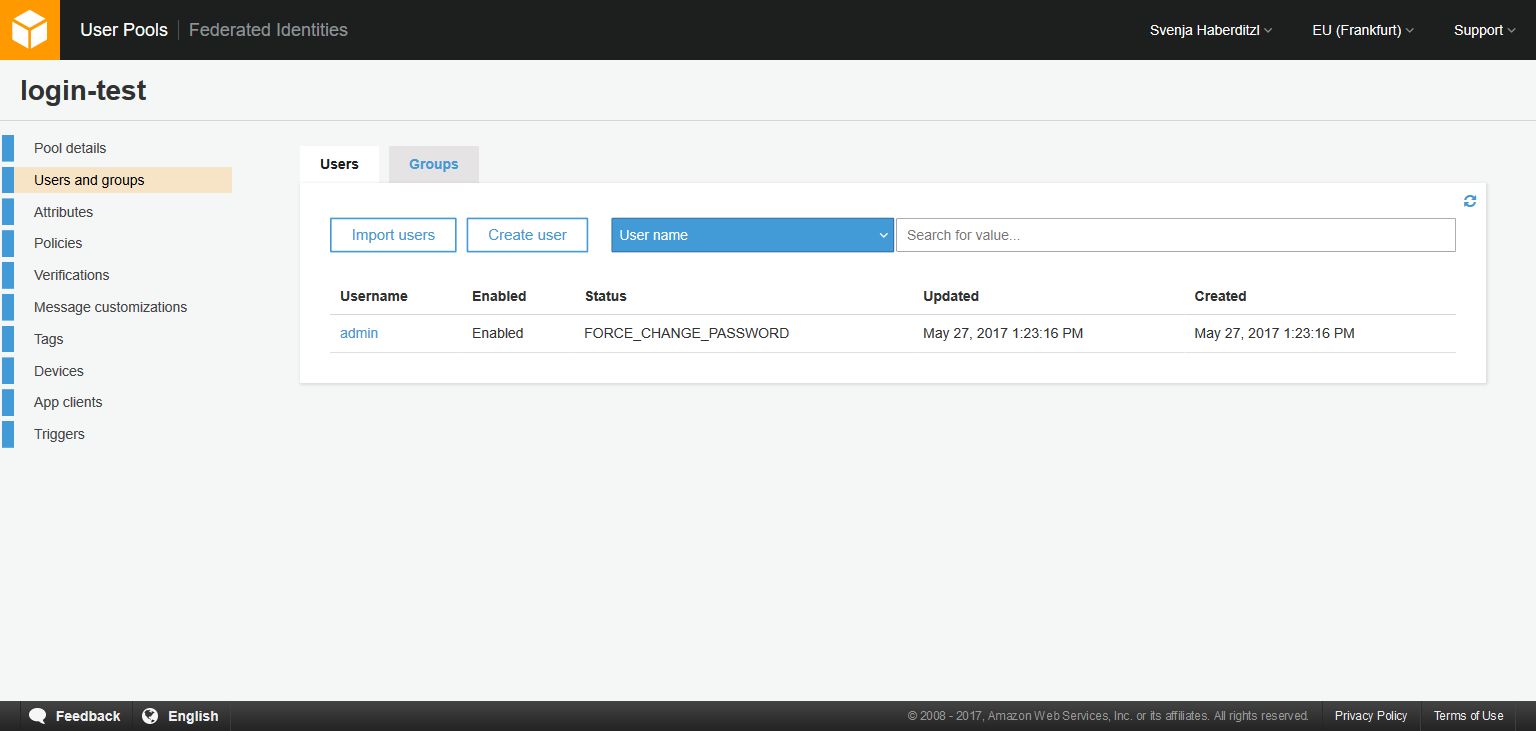 User Pools Federated Identities Svenja Haberditzl EU (Frankfurt) Support
login-test
Pool details
Users and groups
Attributes
Policies
Verifications
Message customizations
Tags
Devices
App clients
Triggers
Users Groups
Import users Create user User name Search for value...
Username Enabled Status Updated Created
admin Enabled FORCE_CHANGE_PASSWORD May 27, 2017 1:23:16 PM May 27, 2017 1:23:16 PM
Feedback English © 2008 - 2017, Amazon Web Services, Inc. or its affiliates. All rights reserved. Privacy Policy Terms of Use